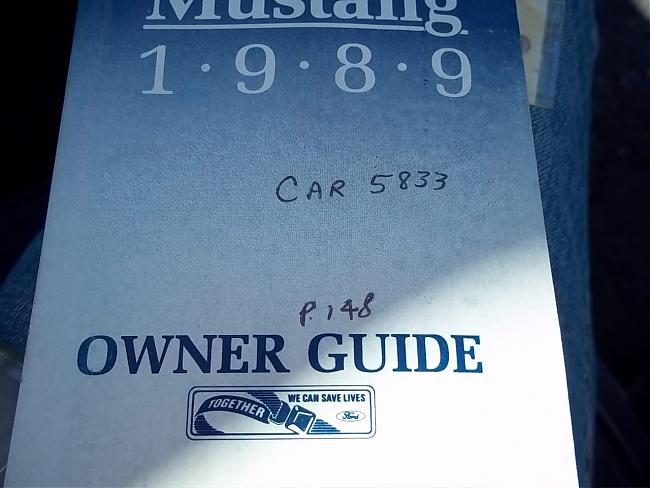 Mustang
1·9·8·9
CAR 5833
P. 148
OWNER GUIDE
TOGETHER
WE CAN SAVE LIVES
Ford